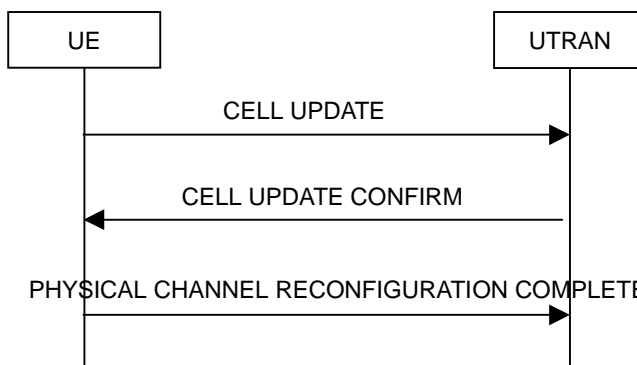 UE
UTRAN
CELL UPDATE
CELL UPDATE CONFIRM
PHYSICAL CHANNEL RECONFIGURATION COMPLETE